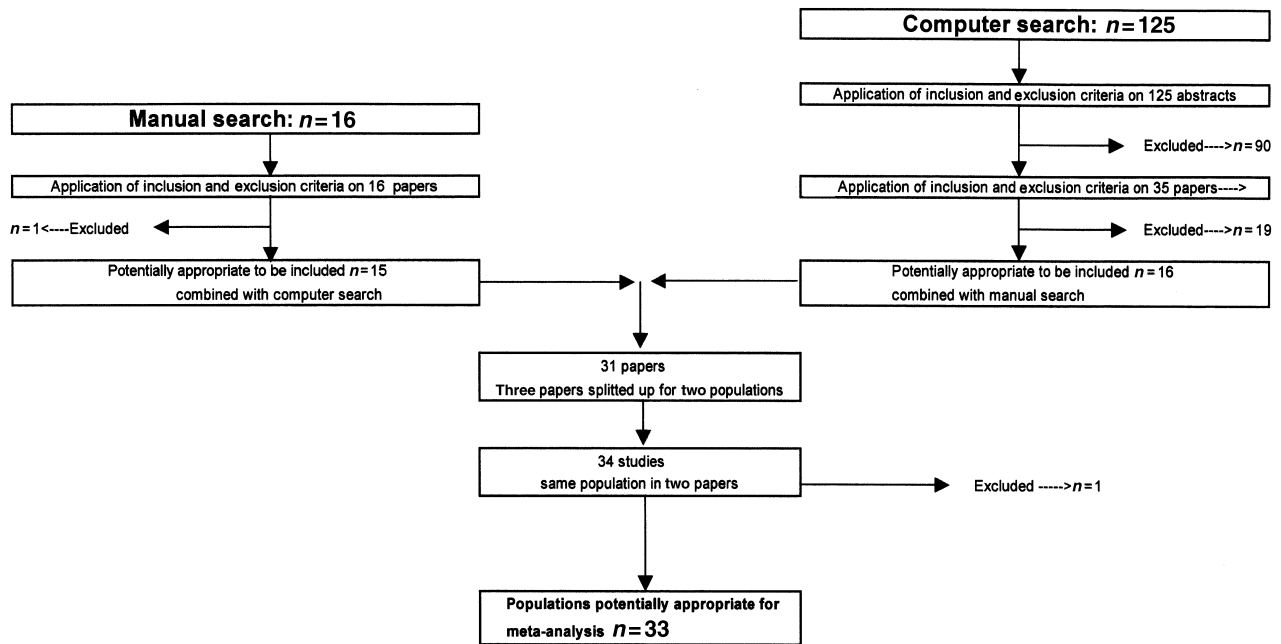 Computer search: n=125
Application of inclusion and exclusion criteria on 125 abstracts
Excluded---->n=90
Application of inclusion and exclusion criteria on 35 papers---->
Excluded---->n=19
Potentially appropriate to be included n=16
combined with manual search
Manual search: n=16
Application of inclusion and exclusion criteria on 16 papers
n=1<----Excluded
Potentially appropriate to be included n=15
combined with computer search
31 papers
Three papers splitted up for two populations
34 studies
same population in two papers
Excluded ----->n=1
Populations potentially appropriate for
meta-analysis n=33